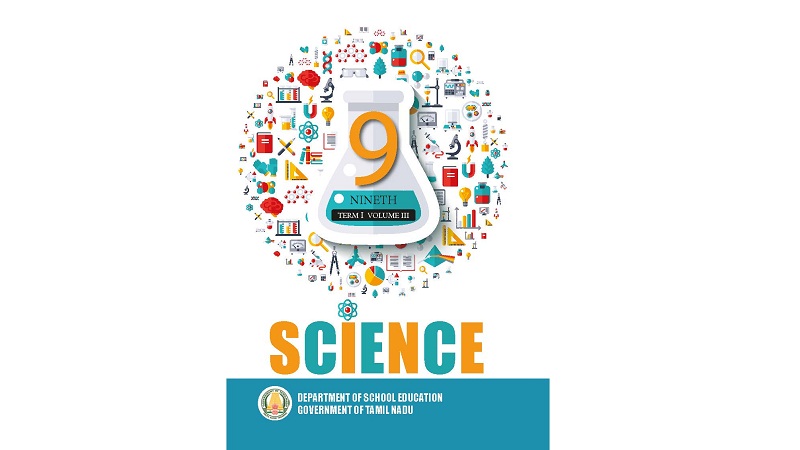 9
NINETH
TERM I VOLUME III
SCIENCE
DEPARTMENT OF SCHOOL EDUCATION
GOVERNMENT OF TAMIL NADU